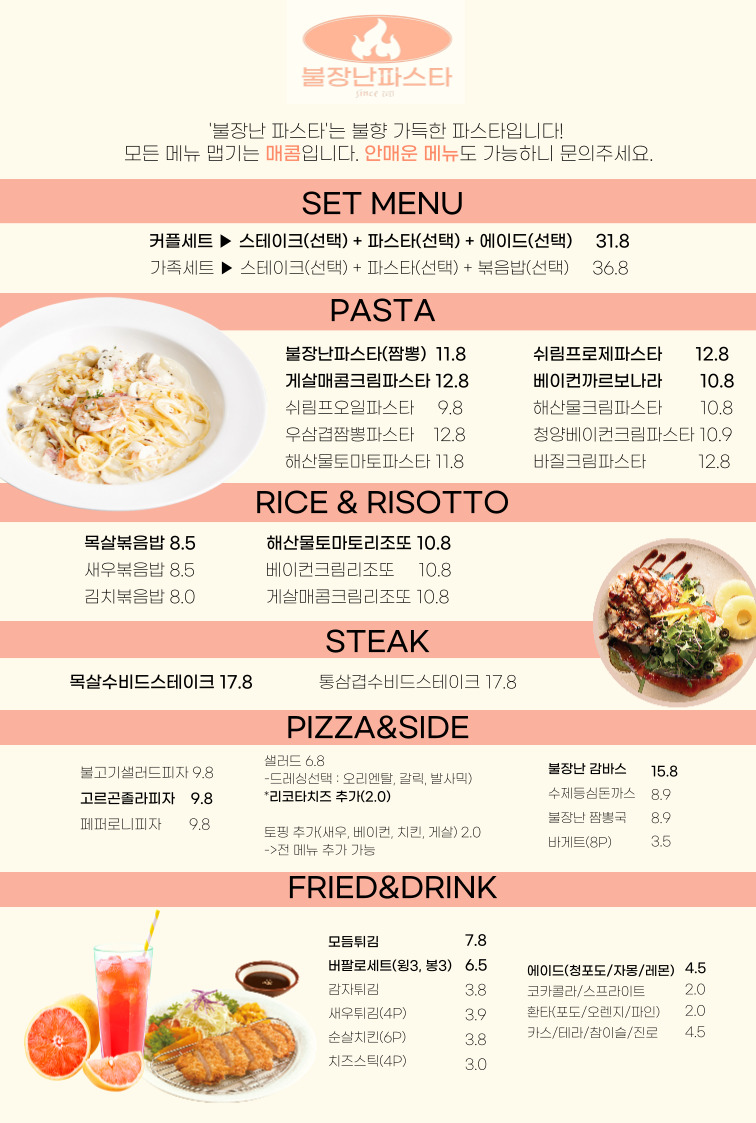 불장난파스타
'불장난 파스타'는 불향 가득한 파스타입니다!
모든 메뉴 맵기는 매콤입니다. 안매운 메뉴도 가능하니 문의주세요.
SET MENU
커플세트 ▶ 스테이크(선택) + 파스타(선택) + 에이드(선택) 31.8
가족세트 ▶ 스테이크(선택) + 파스타(선택) + 볶음밥(선택) 36.8
PASTA
불장난파스타(짬뽕) 11.8
게살매콤크림파스타 12.8
쉬림프오일파스타 9.8
우삼겹짬뽕파스타 12.8
해산물토마토파스타 11.8
쉬림프로제파스타 12.8
베이컨까르보나라 10.8
해산물크림파스타 10.8
청양베이컨크림파스타 10.9
바질크림파스타 12.8
RICE & RISOTTO
목살볶음밥 8.5
새우볶음밥 8.5
김치볶음밥 8.0
해산물토마토리조또 10.8
베이컨크림리조또 10.8
게살매콤크림리조또 10.8
STEAK
목살수비드스테이크 17.8
통삼겹수비드스테이크 17.8
PIZZA&SIDE
불고기샐러드피자 9.8
고르곤졸라피자 9.8
페퍼로니피자 9.8
샐러드 6.8
-드레싱선택 : 오리엔탈, 갈릭, 발사믹)
*리코타치즈 추가(2.0)
토핑 추가(새우, 베이컨, 치킨, 게살) 2.0
->전 메뉴 추가 가능
불장난 감바스 15.8
수제등심돈까스 8.9
불장난 짬뽕국 8.9
바게트(8P) 3.5
FRIED&DRINK
모듬튀김 7.8
버팔로세트(윙3, 봉3) 6.5
감자튀김 3.8
새우튀김(4P) 3.9
순살치킨(6P) 3.8
치즈스틱(4P) 3.0
에이드(청포도/자몽/레몬) 4.5
코카콜라/스프라이트 2.0
환타(포도/오렌지/파인) 2.0
카스/테라/참이슬/진로 4.5